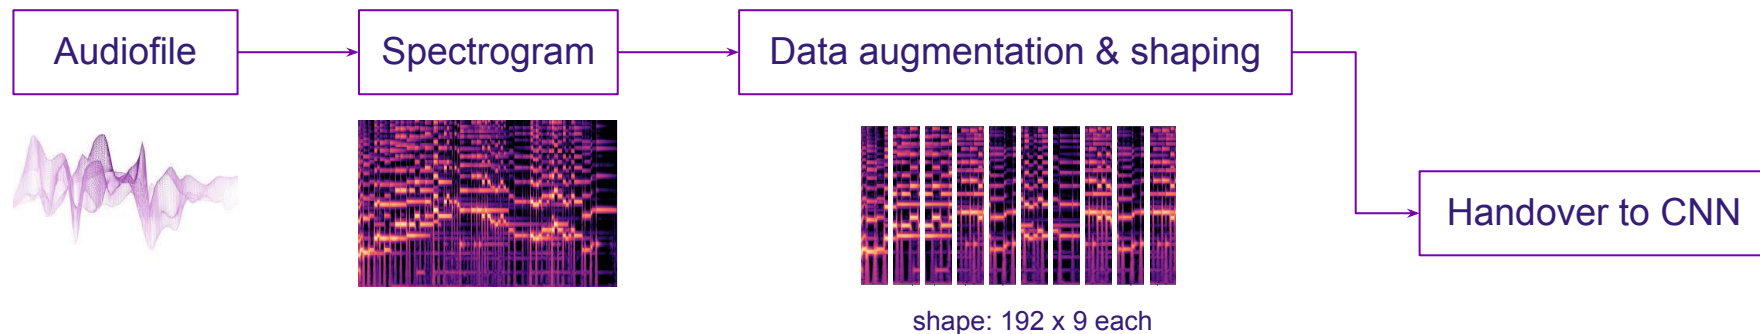 Audiofile
Spectrogram
Data augmentation & shaping
Handover to CNN
shape: 192 x 9 each